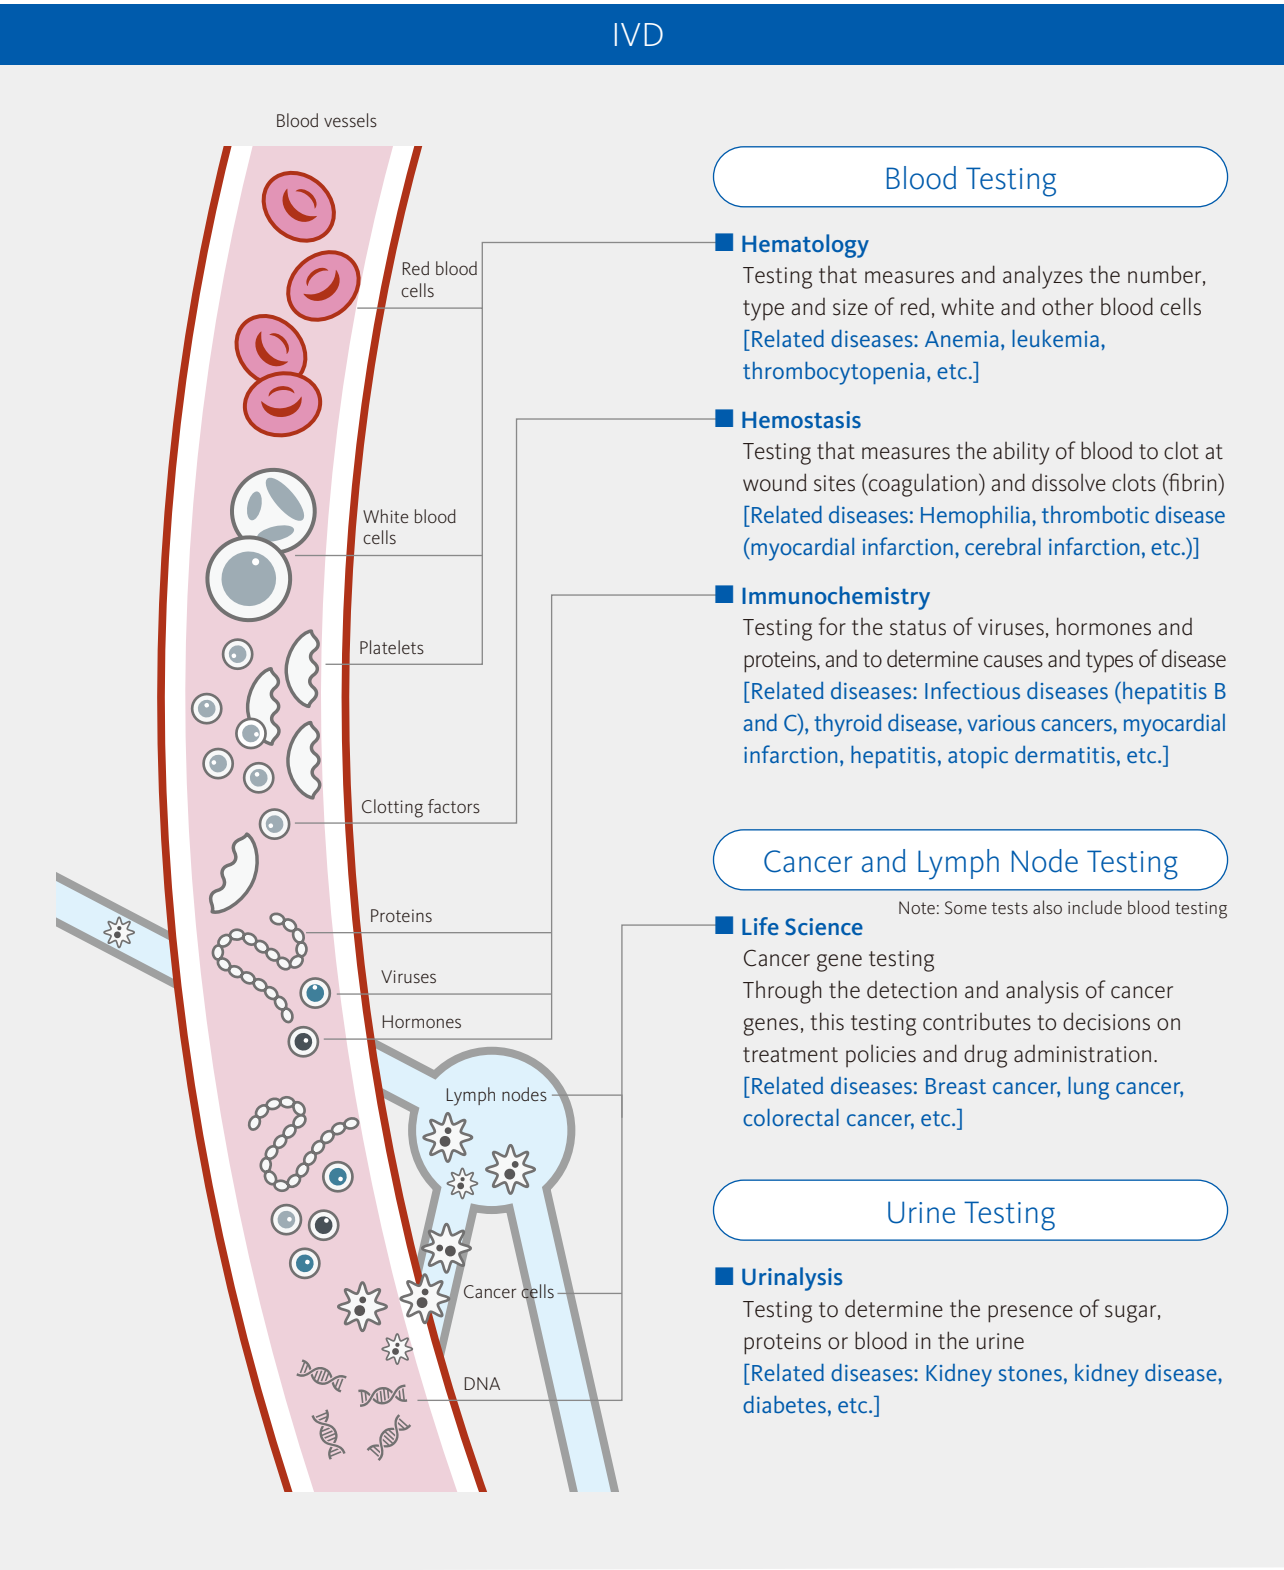 IVD
Blood vessels
Red blood
cells
White blood
cells
Platelets
Clotting factors
Proteins
Viruses
Hormones
Lymph nodes
Cancer cells
DNA
Blood Testing
Hematology
Testing that measures and analyzes the number,
type and size of red, white and other blood cells
[Related diseases: Anemia, leukemia,
thrombocytopenia, etc.]
Hemostasis
Testing that measures the ability of blood to clot at
wound sites (coagulation) and dissolve clots (fibrin)
[Related diseases: Hemophilia, thrombotic disease
(myocardial infarction, cerebral infarction, etc.)]
Immunochemistry
Testing for the status of viruses, hormones and
proteins, and to determine causes and types of disease
[Related diseases: Infectious diseases (hepatitis B
and C), thyroid disease, various cancers, myocardial
infarction, hepatitis, atopic dermatitis, etc.]
Cancer and Lymph Node Testing
Note: Some tests also include blood testing
Life Science
Cancer gene testing
Through the detection and analysis of cancer
genes, this testing contributes to decisions on
treatment policies and drug administration.
[Related diseases: Breast cancer, lung cancer,
colorectal cancer, etc.]
Urine Testing
Urinalysis
Testing to determine the presence of sugar,
proteins or blood in the urine
[Related diseases: Kidney stones, kidney disease,
diabetes, etc.]